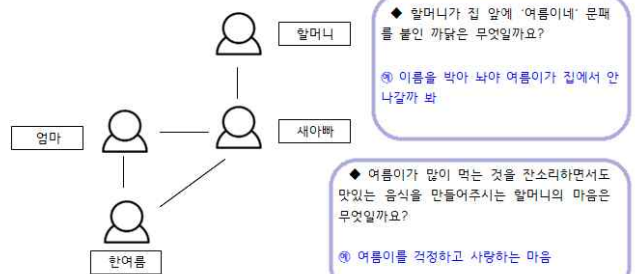 할머니
엄마
새아빠
한여름
◆ 할머니가 집 앞에 '여름이네' 문패
를 붙인 까닭은 무엇일까요?
예 이름을 박아 놔야 여름이가 집에서 안
나갈까 봐
◆ 여름이가 많이 먹는 것을 잔소리하면서도
맛있는 음식을 만들어주시는 할머니의 마음은
무엇일까요?
예 여름이를 걱정하고 사랑하는 마음